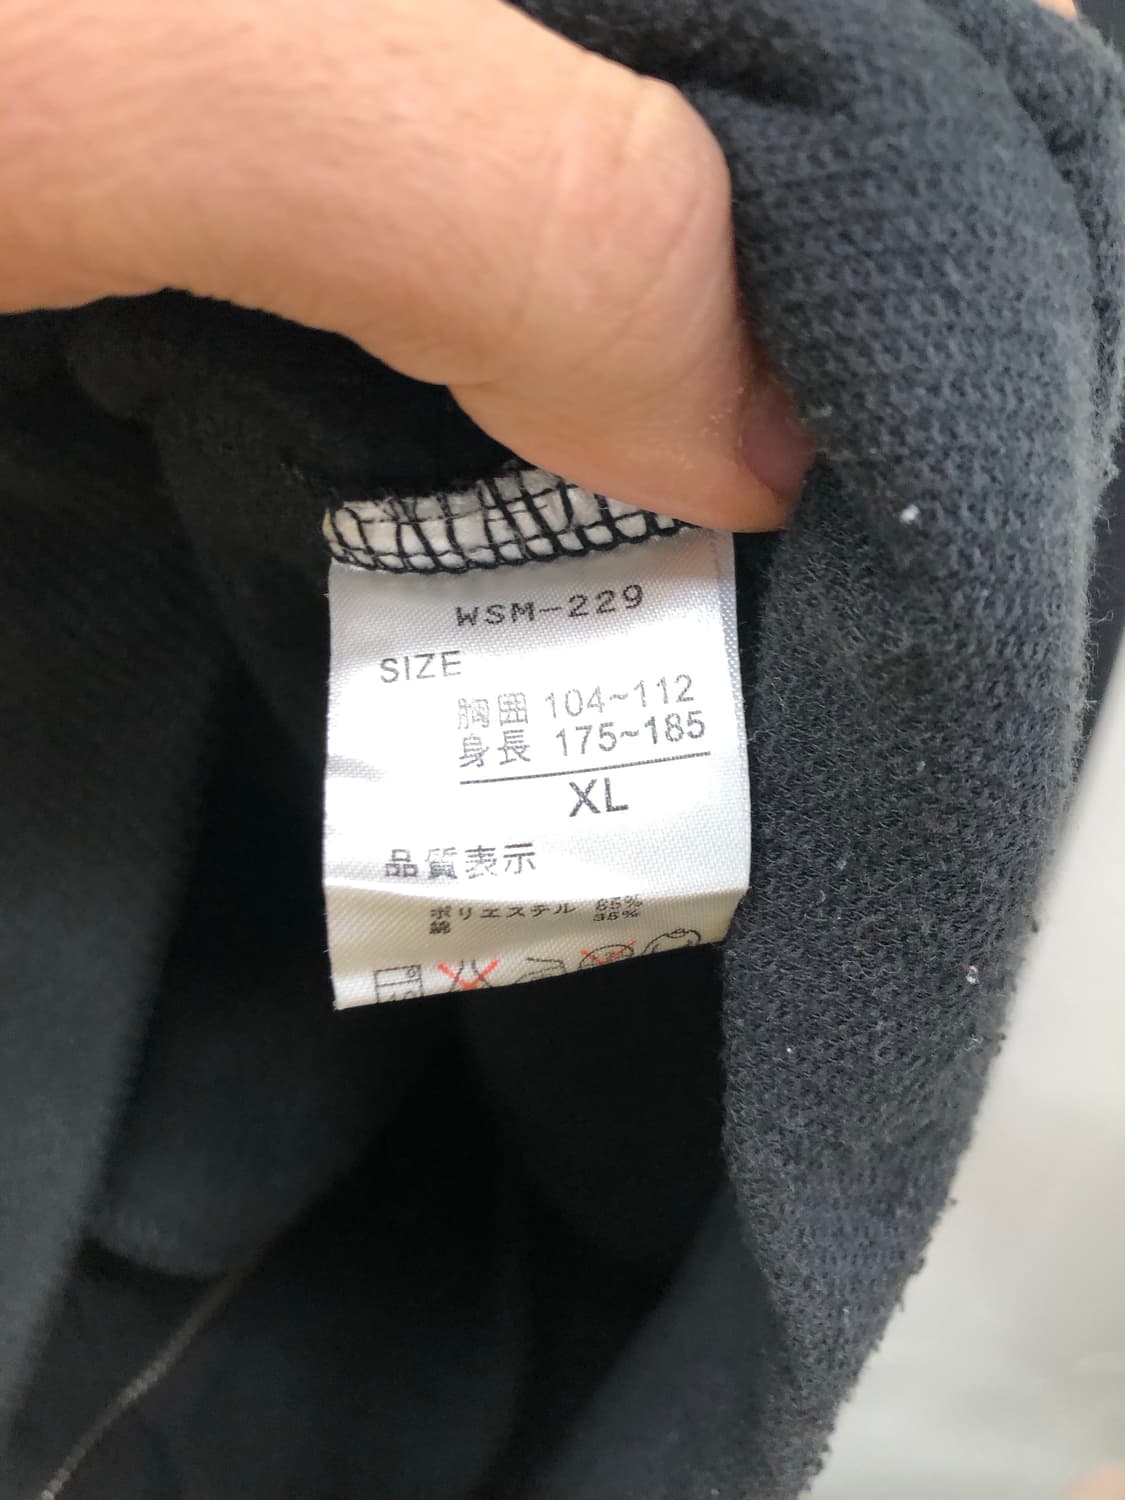 WSM-229
SIZE
胸囲 104~112
身長 175~185
XL
品質表示
ポリエステル 65%
綿 35%